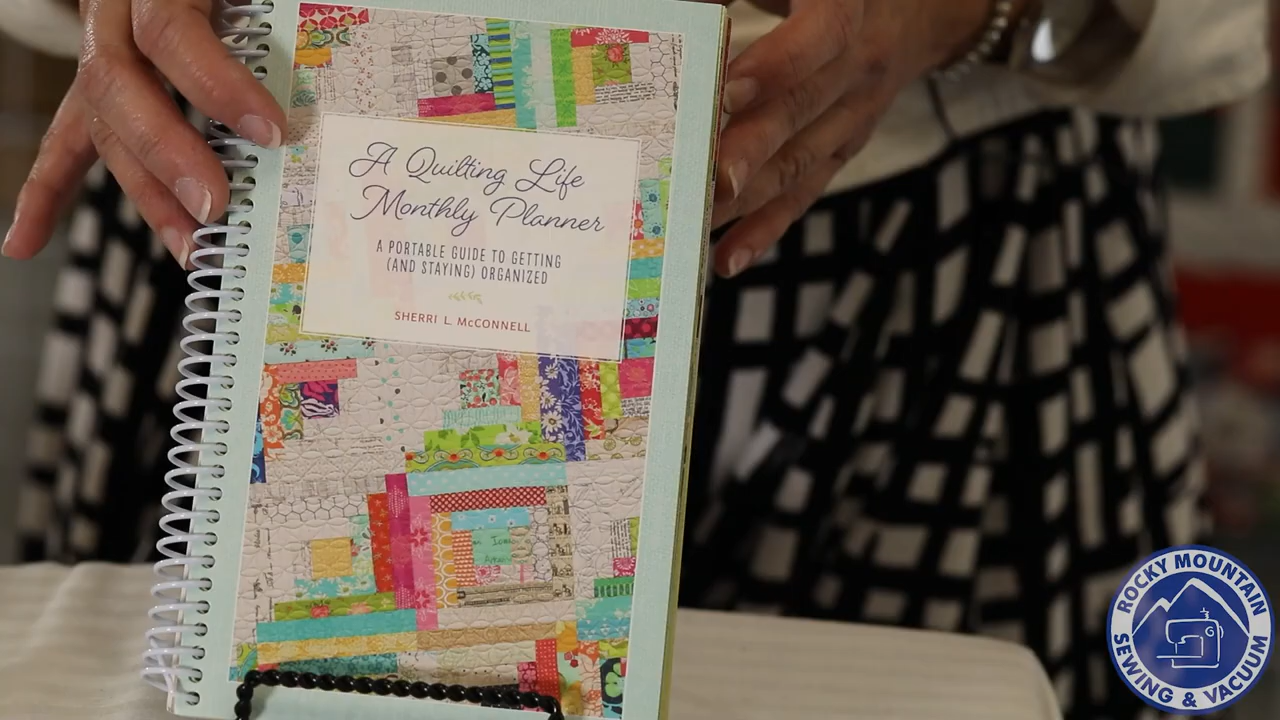 A Quilting Life
Monthly Planner
A PORTABLE GUIDE TO GETTING
(AND STAYING) ORGANIZED
SHERRI L. McCONNELL
ROCKY MOUNTAIN
SEWING & VACUUM